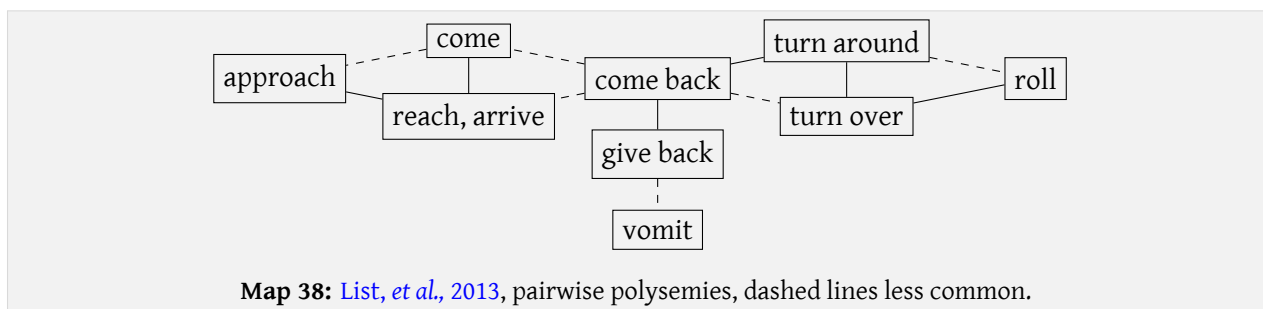 come
turn around
approach
come back
roll
reach, arrive
turn over
give back
vomit
Map 38: List, et al., 2013, pairwise polysemies, dashed lines less common.